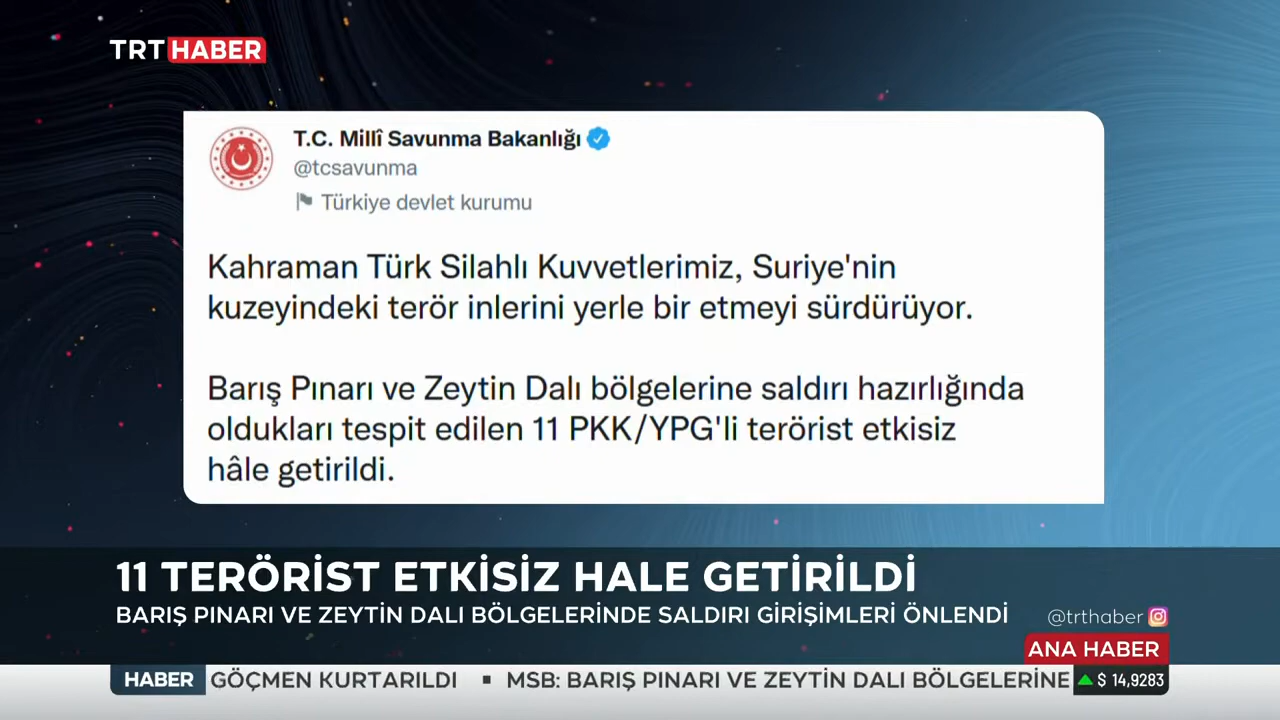 TRT HABER
T.C. Millî Savunma Bakanlığı
@tcsavunma
Türkiye devlet kurumu
Kahraman Türk Silahlı Kuvvetlerimiz, Suriye'nin
kuzeyindeki terör inlerini yerle bir etmeyi sürdürüyor.
Barış Pınarı ve Zeytin Dalı bölgelerine saldırı hazırlığında
oldukları tespit edilen 11 PKK/YPG'li terörist etkisiz
hâle getirildi.
11 TERÖRİST ETKİSİZ HALE GETİRİLDİ
BARIŞ PINARI VE ZEYTİN DALI BÖLGELERİNDE SALDIRI GİRİŞİMLERİ ÖNLENDİ
@trthaber
ANA HABER
HABER GÖÇMEN KURTARILDI ▪ MSB: BARIŞ PINARI VE ZEYTİN DALI BÖLGELERİNE $ 14,9283